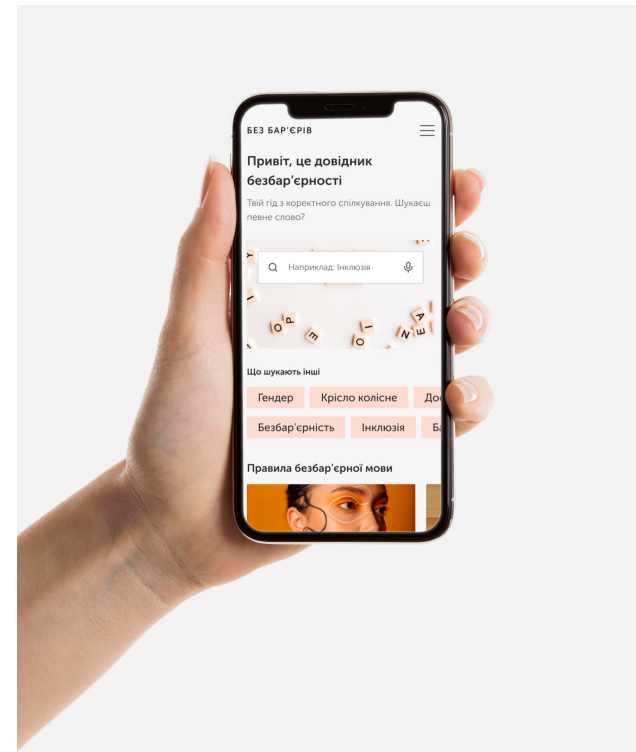 БЕЗ БАР'ЄРІВ
Привіт, це довідник
безбар'єрності
Твій гід з коректного спілкування. Шукаєш
певне слово?
Наприклад: Інклюзія
Що шукають інші
Гендер Крісло колісне
Безбар'єрність Інклюзія
Правила безбар'єрної мови